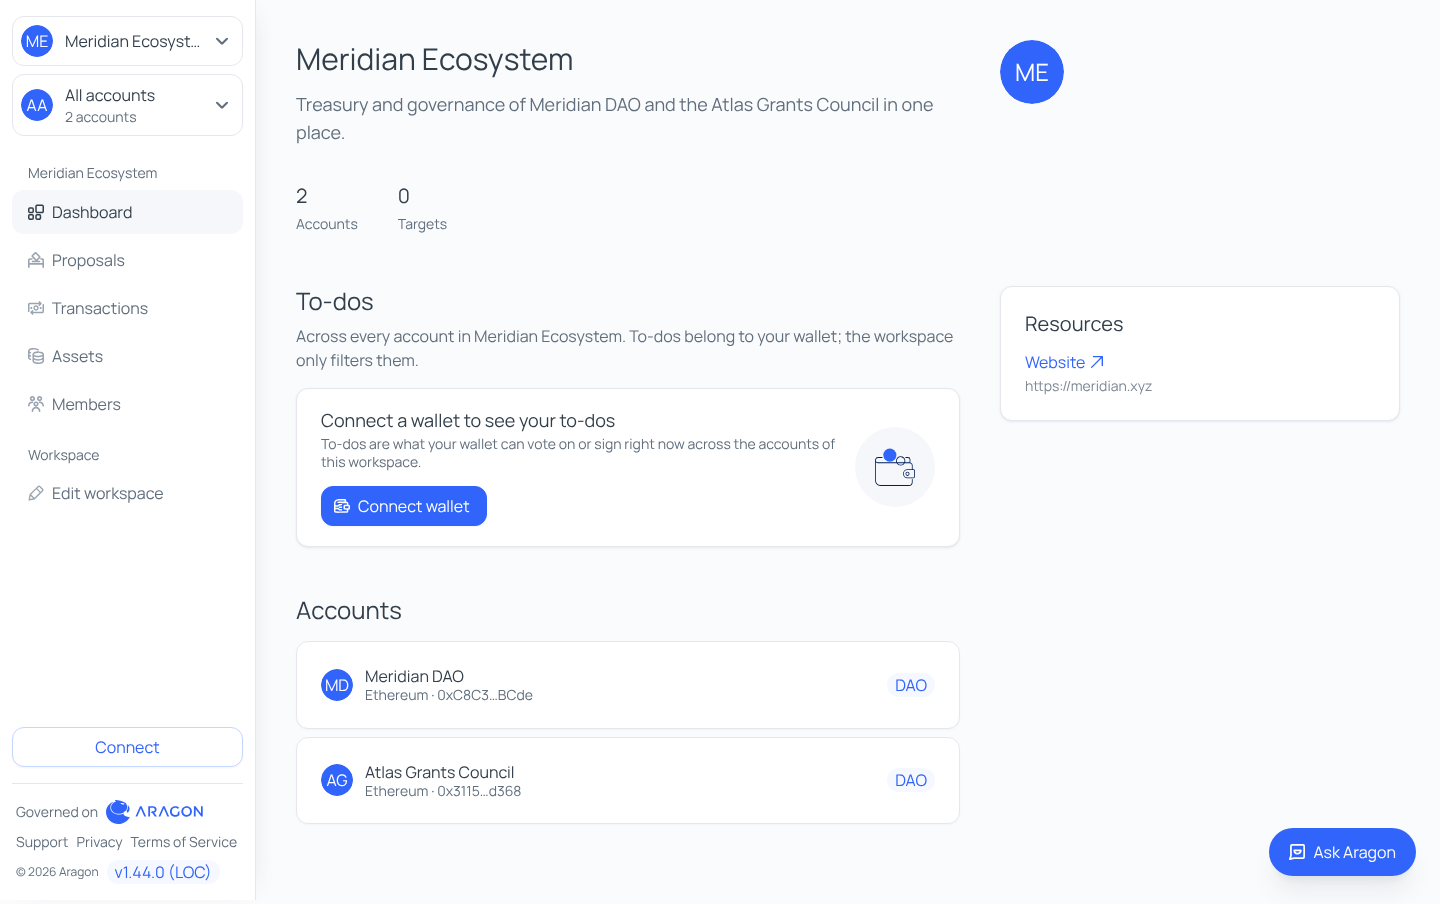 ME
Meridian Ecosyst...
AA
All accounts
2 accounts
Meridian Ecosystem
Dashboard
Proposals
Transactions
Assets
Members
Workspace
Edit workspace
Connect
Governed on ARAGON
Support Privacy Terms of Service
© 2026 Aragon v1.44.0 (LOC)
Meridian Ecosystem
Treasury and governance of Meridian DAO and the Atlas Grants Council in one
place.
2
Accounts
0
Targets
ME
To-dos
Across every account in Meridian Ecosystem. To-dos belong to your wallet; the workspace
only filters them.
Connect a wallet to see your to-dos
To-dos are what your wallet can vote on or sign right now across the accounts of
this workspace.
Connect wallet
Accounts
MD
Meridian DAO
Ethereum · 0xC8C3...BCde
DAO
AG
Atlas Grants Council
Ethereum · 0x3115...d368
DAO
Resources
Website
https://meridian.xyz
Ask Aragon